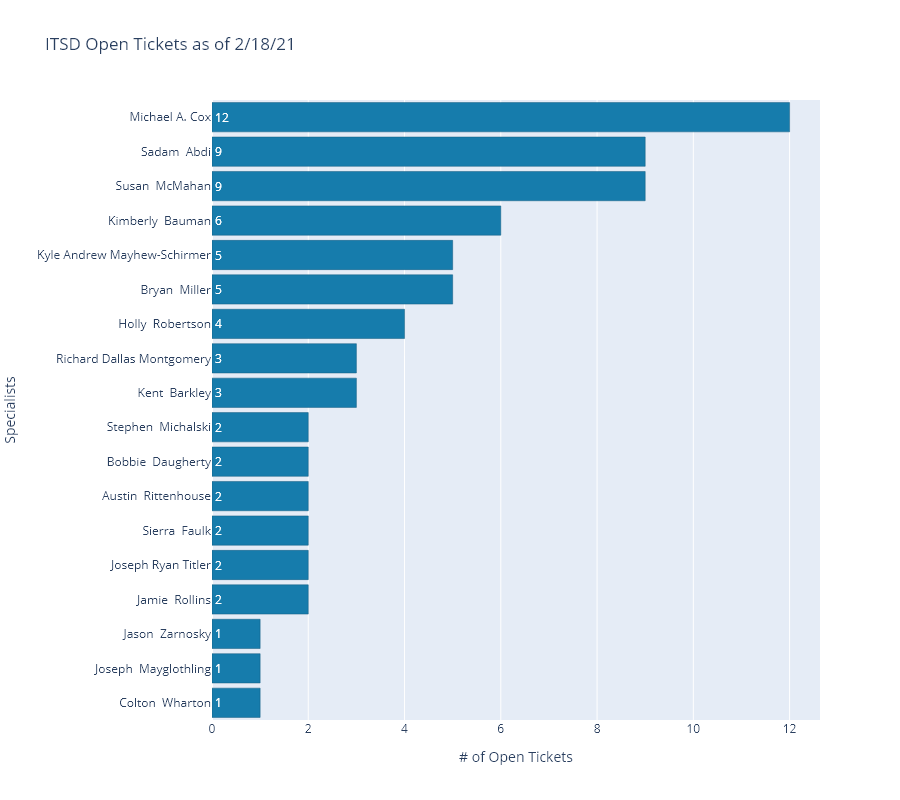 ITSD Open Tickets as of 2/18/21
Michael A. Cox 12
Sadam Abdi 9
Susan McMahan 9
Kimberly Bauman 6
Kyle Andrew Mayhew-Schirmer 5
Bryan Miller 5
Holly Robertson 4
Richard Dallas Montgomery 3
Kent Barkley 3
Stephen Michalski 2
Bobbie Daugherty 2
Austin Rittenhouse 2
Sierra Faulk 2
Joseph Ryan Titler 2
Jamie Rollins 2
Jason Zarnosky 1
Joseph Mayglothling 1
Colton Wharton 1
Specialists
0 2 4 6 8 10 12
# of Open Tickets